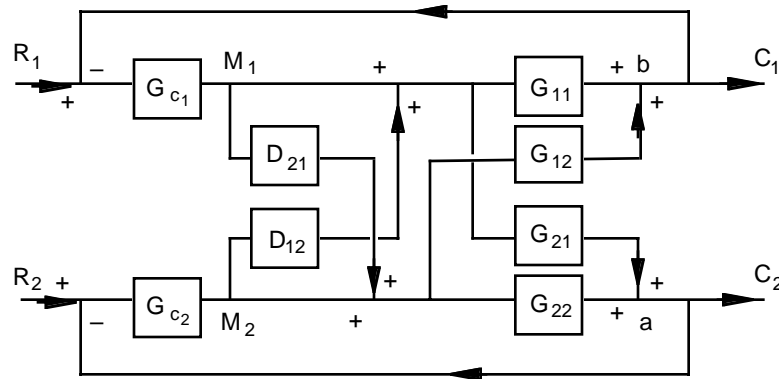 R1 − + Gc1 M1 + + G11 + b + C1
D21 G12
D12 G21
R2 + − Gc2 M2 + + G22 + a + C2